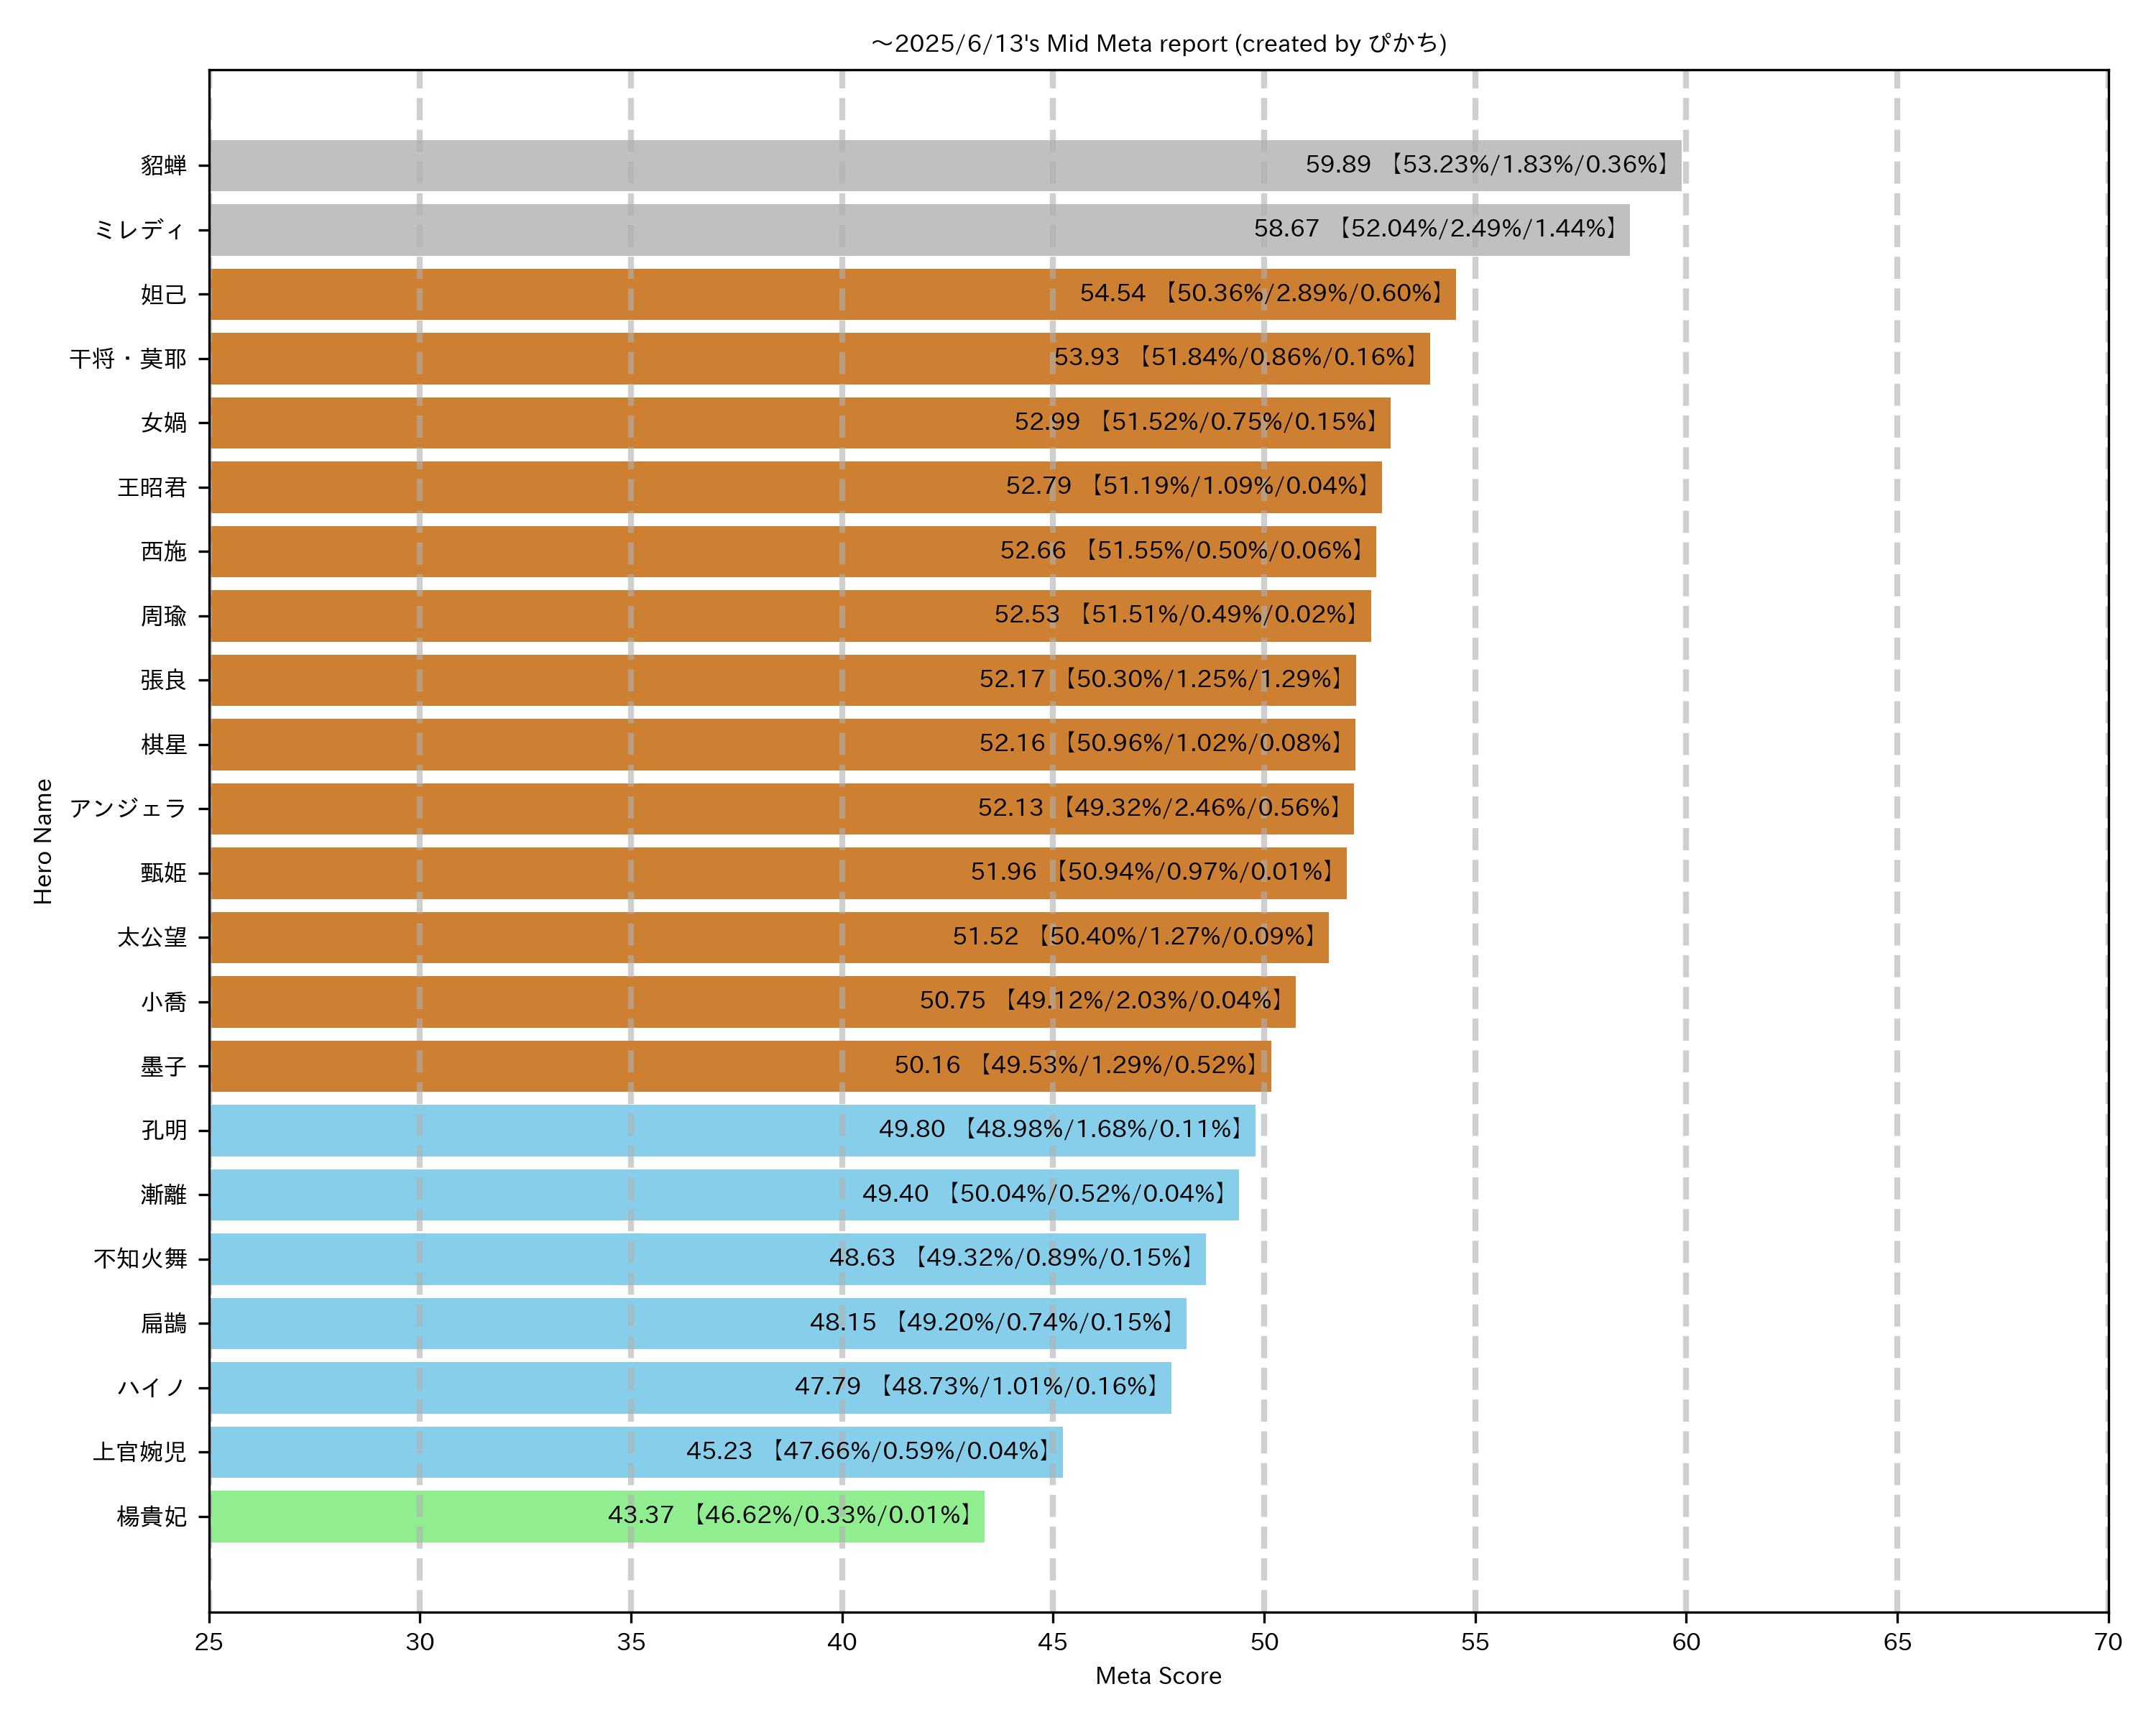 ～2025/6/13's Mid Meta report (created by ぴかち)
貂蝉 59.89 【53.23%/1.83%/0.36%】
ミレディ 58.67 【52.04%/2.49%/1.44%】
妲己 54.54 【50.36%/2.89%/0.60%】
干将・莫耶 53.93 【51.84%/0.86%/0.16%】
女媧 52.99 【51.52%/0.75%/0.15%】
王昭君 52.79 【51.19%/1.09%/0.04%】
西施 52.66 【51.55%/0.50%/0.06%】
周瑜 52.53 【51.51%/0.49%/0.02%】
張良 52.17 【50.30%/1.25%/1.29%】
棋星 52.16 【50.96%/1.02%/0.08%】
アンジェラ 52.13 【49.32%/2.46%/0.56%】
甄姫 51.96 【50.94%/0.97%/0.01%】
太公望 51.52 【50.40%/1.27%/0.09%】
小喬 50.75 【49.12%/2.03%/0.04%】
墨子 50.16 【49.53%/1.29%/0.52%】
孔明 49.80 【48.98%/1.68%/0.11%】
漸離 49.40 【50.04%/0.52%/0.04%】
不知火舞 48.63 【49.32%/0.89%/0.15%】
扁鵲 48.15 【49.20%/0.74%/0.15%】
ハイノ 47.79 【48.73%/1.01%/0.16%】
上官婉児 45.23 【47.66%/0.59%/0.04%】
楊貴妃 43.37 【46.62%/0.33%/0.01%】
Hero Name
25 30 35 40 45 50 55 60 65 70
Meta Score